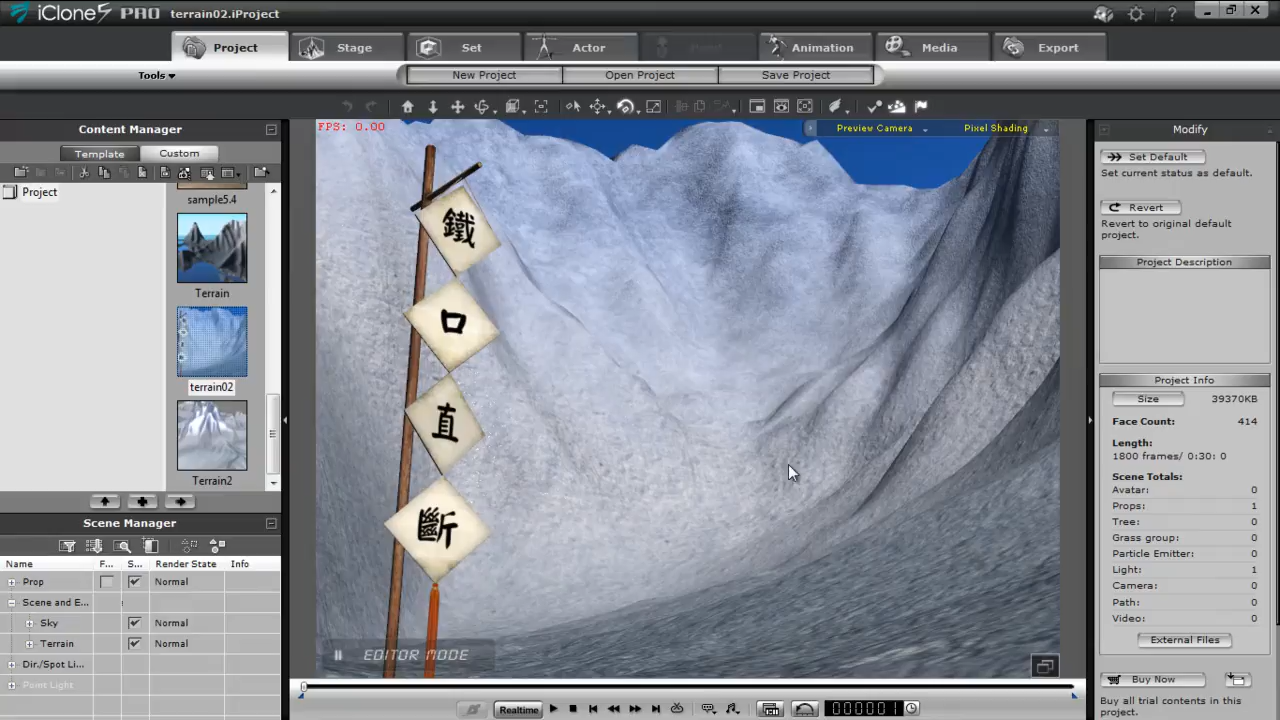 iClone5 PRO terrain02.iProject
Project Stage Set Actor Animation Media Export
Tools New Project Open Project Save Project
Content Manager
Template Custom
Project
sample5.4
Terrain
terrain02
Terrain2
Scene Manager
Name F... S... Render State Info
Prop Normal
Scene and E...
Sky Normal
Terrain Normal
Dir./Spot Li...
Point Light
FPS: 0.00
Preview Camera Pixel Shading
鐵
口
直
斷
EDITOR MODE
Realtime 000001
Modify
Set Default
Set current status as default.
Revert
Revert to original default
project.
Project Description
Project Info
Size 39370KB
Face Count: 414
Length:
1800 frames/ 0:30: 0
Scene Totals:
Avatar: 0
Props: 1
Tree: 0
Grass group: 0
Particle Emitter: 0
Light: 1
Camera: 0
Path: 0
Video: 0
External Files
Buy Now
Buy all trial contents in this
project.